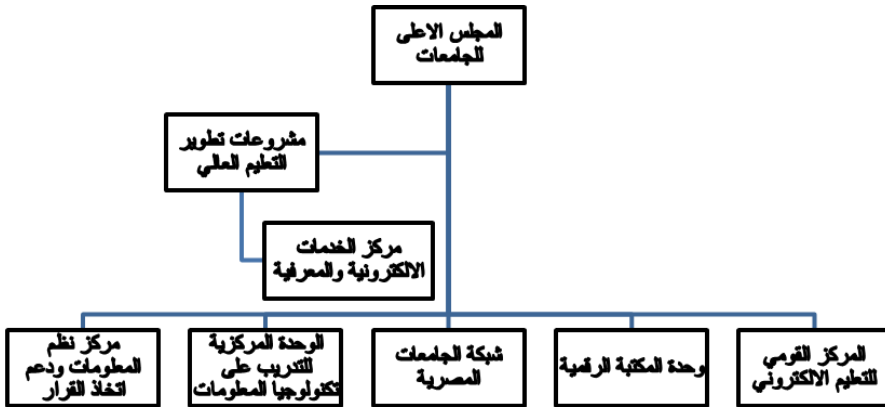 المجلس الاعلى
للجامعات
مشروعات تطوير
التعليم العالي
مركز الخدمات
الالكترونية والمعرفية
المركز القومي
للتعليم الالكتروني
وحدة المكتبة الرقمية
شبكة الجامعات
المصرية
الوحدة المركزية
للتدريب على
تكنولوجيا المعلومات
مركز نظم
المعلومات ودعم
اتخاذ القرار